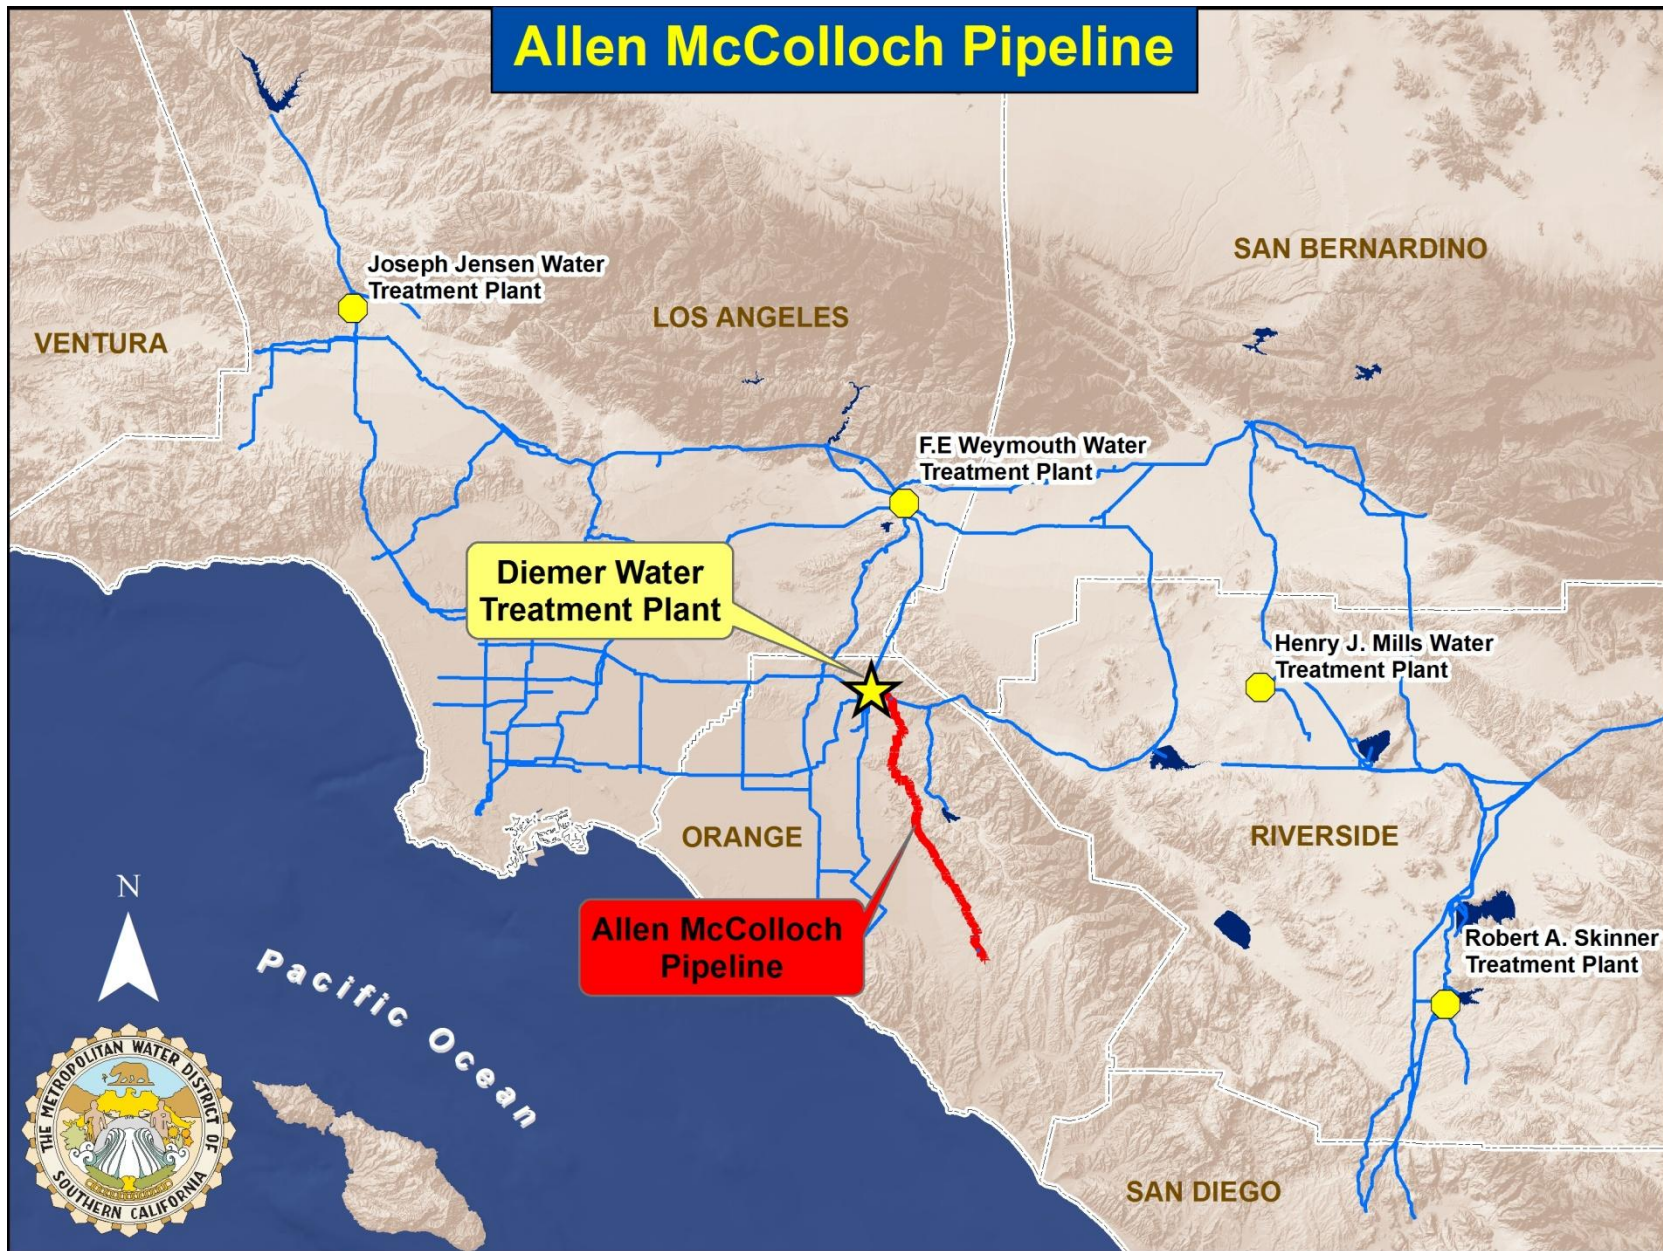 Allen McColloch Pipeline
SAN BERNARDINO
Joseph Jensen Water
Treatment Plant
LOS ANGELES
VENTURA
F.E Weymouth Water
Treatment Plant
Diemer Water
Treatment Plant
Henry J. Mills Water
Treatment Plant
ORANGE
RIVERSIDE
Allen McColloch
Pipeline
Robert A. Skinner
Treatment Plant
N
Pacific Ocean
THE METROPOLITAN WATER DISTRICT OF
SOUTHERN CALIFORNIA
SAN DIEGO